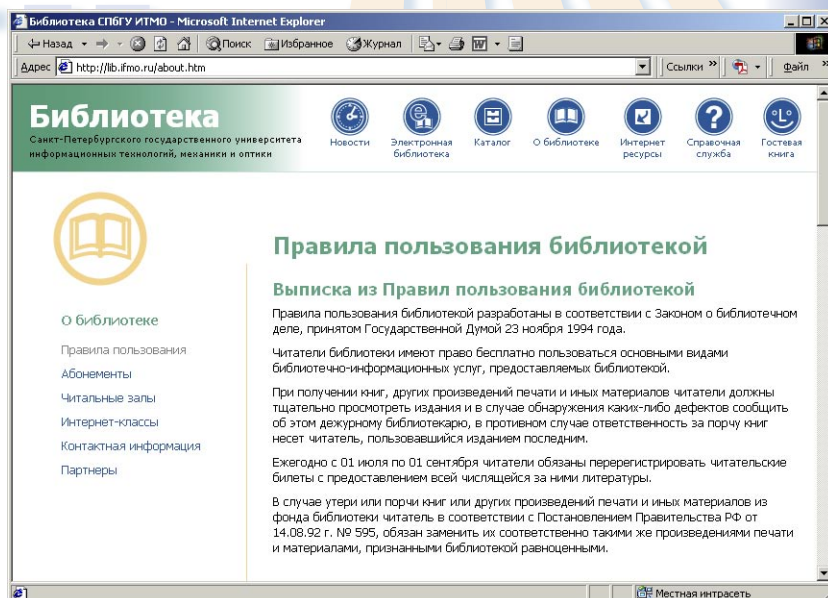 Библиотека СПбГУ ИТМО - Microsoft Internet Explorer
Назад Поиск Избранное Журнал
Адрес http://lib.ifmo.ru/about.htm Ссылки » Файл »
Библиотека
Санкт-Петербургского государственного университета
информационных технологий, механики и оптики
Новости
Электронная библиотека
Каталог
О библиотеке
Интернет ресурсы
Справочная служба
Гостевая книга
О библиотеке
Правила пользования
Абонементы
Читальные залы
Интернет-классы
Контактная информация
Партнеры
Правила пользования библиотекой
Выписка из Правил пользования библиотекой
Правила пользования библиотекой разработаны в соответствии с Законом о библиотечном
деле, принятом Государственной Думой 23 ноября 1994 года.
Читатели библиотеки имеют право бесплатно пользоваться основными видами
библиотечно-информационных услуг, предоставляемых библиотекой.
При получении книг, других произведений печати и иных материалов читатели должны
тщательно просмотреть издания и в случае обнаружения каких-либо дефектов сообщить
об этом дежурному библиотекарю, в противном случае ответственность за порчу книг
несет читатель, пользовавшийся изданием последним.
Ежегодно с 01 июля по 01 сентября читатели обязаны перерегистрировать читательские
билеты с предоставлением всей числящейся за ними литературы.
В случае утери или порчи книг или других произведений печати и иных материалов из
фонда библиотеки читатель в соответствии с Постановлением Правительства РФ от
14.08.92 г. № 595, обязан заменить их соответственно такими же произведениями печати
и материалами, признанными библиотекой равноценными.
Местная интрасеть